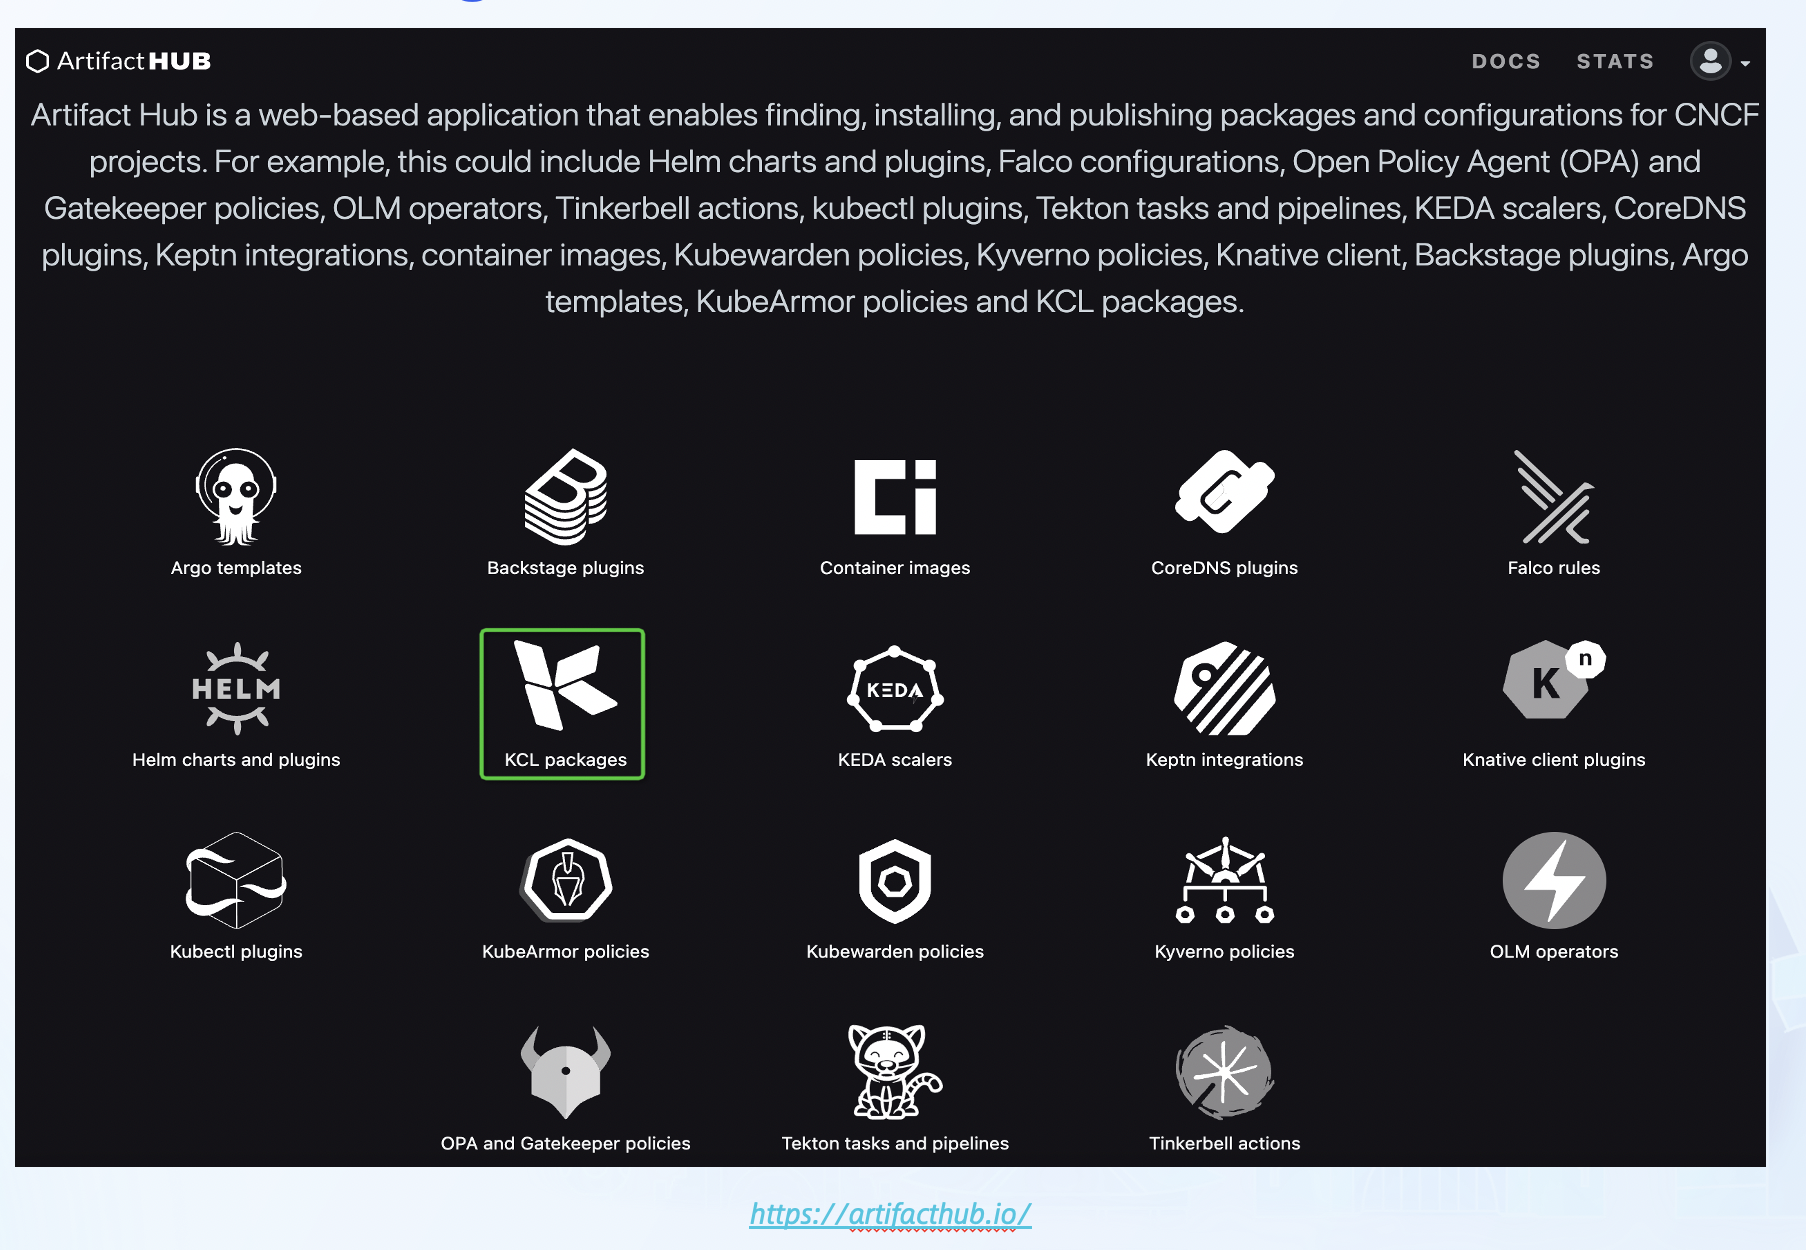 ArtifactHUB
DOCS STATS
Artifact Hub is a web-based application that enables finding, installing, and publishing packages and configurations for CNCF
projects. For example, this could include Helm charts and plugins, Falco configurations, Open Policy Agent (OPA) and
Gatekeeper policies, OLM operators, Tinkerbell actions, kubectl plugins, Tekton tasks and pipelines, KEDA scalers, CoreDNS
plugins, Keptn integrations, container images, Kubewarden policies, Kyverno policies, Knative client, Backstage plugins, Argo
templates, KubeArmor policies and KCL packages.
Argo templates
Backstage plugins
Container images
CoreDNS plugins
Falco rules
HELM
Helm charts and plugins
KCL packages
KEDA
KEDA scalers
Keptn integrations
K n
Knative client plugins
Kubectl plugins
KubeArmor policies
Kubewarden policies
Kyverno policies
OLM operators
OPA and Gatekeeper policies
Tekton tasks and pipelines
Tinkerbell actions
https://artifacthub.io/